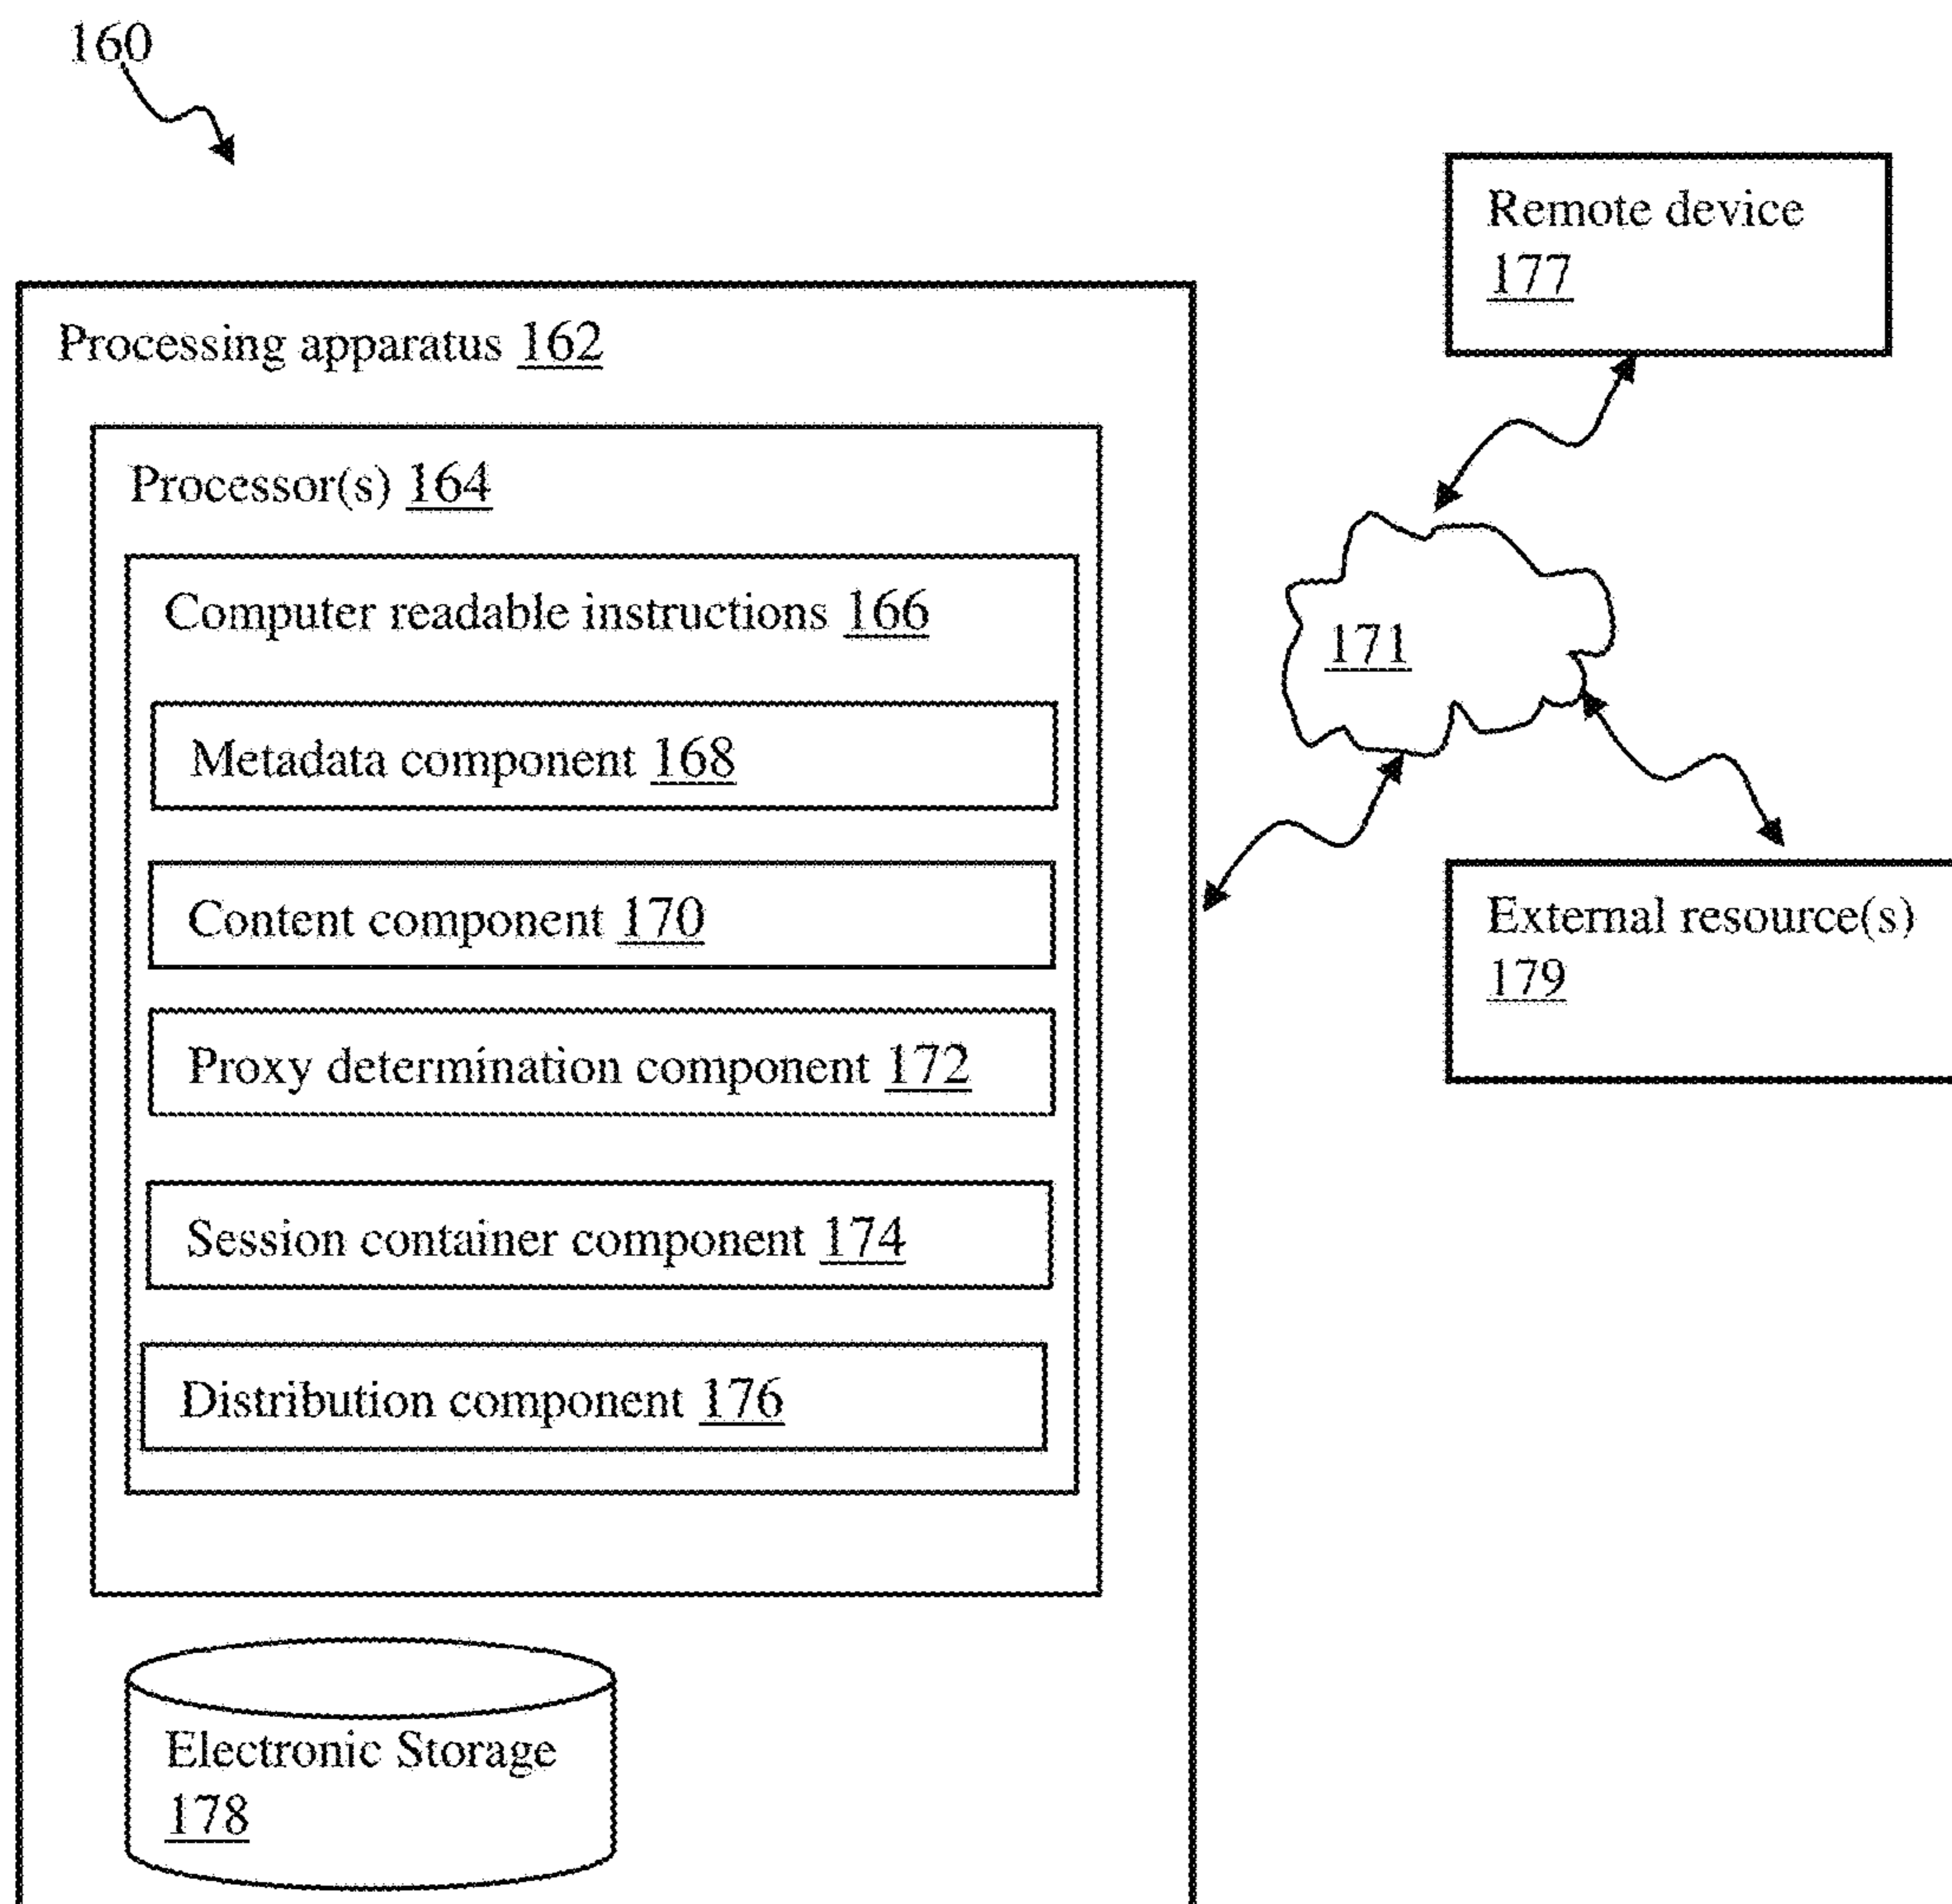 160
Remote device
177
Processing apparatus 162
Processor(s) 164
Computer readable instructions 166
171
Metadata component 168
Content component 170
External resource(s)
179
Proxy determination component 172
Session container component 174
Distribution component 176
Electronic Storage
178